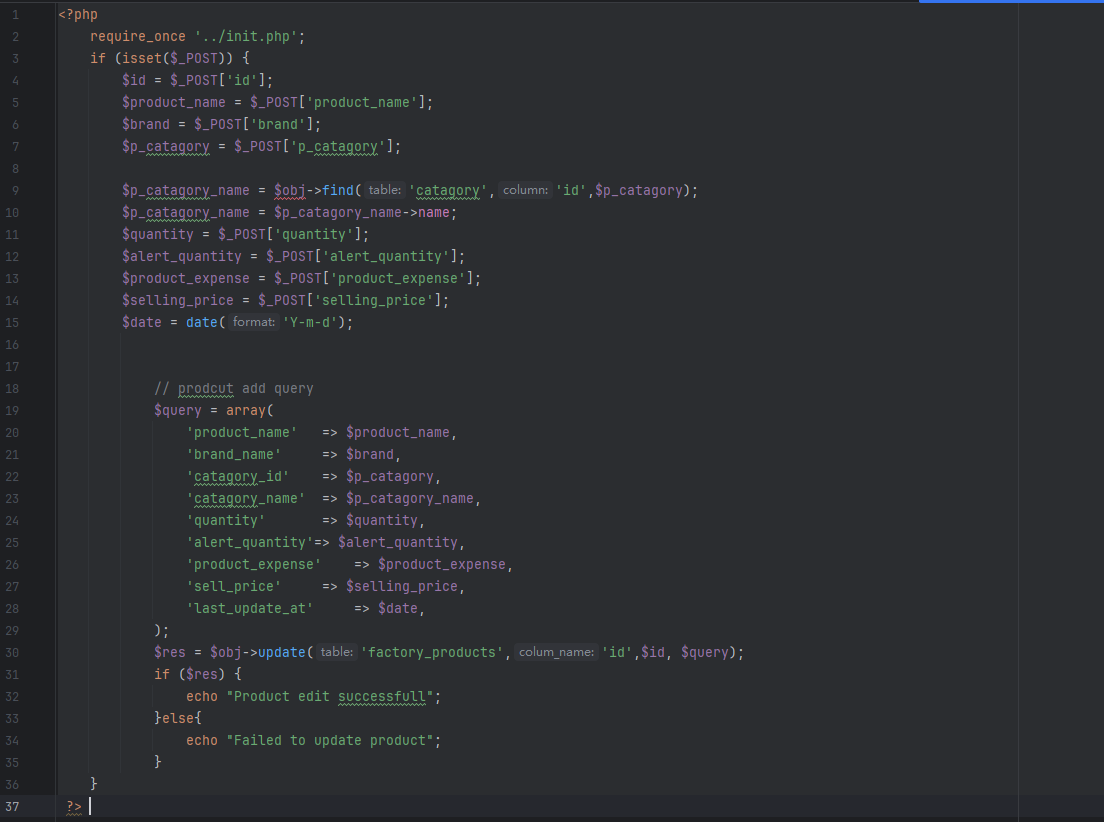 1 <?php
2 require_once '../init.php';
3 if (isset($_POST)) {
4 $id = $_POST['id'];
5 $product_name = $_POST['product_name'];
6 $brand = $_POST['brand'];
7 $p_catagory = $_POST['p_catagory'];
8
9 $p_catagory_name = $obj->find( table: 'catagory', column: 'id',$p_catagory);
10 $p_catagory_name = $p_catagory_name->name;
11 $quantity = $_POST['quantity'];
12 $alert_quantity = $_POST['alert_quantity'];
13 $product_expense = $_POST['product_expense'];
14 $selling_price = $_POST['selling_price'];
15 $date = date( format: 'Y-m-d');
16
17
18 // prodcut add query
19 $query = array(
20 'product_name' => $product_name,
21 'brand_name' => $brand,
22 'catagory_id' => $p_catagory,
23 'catagory_name' => $p_catagory_name,
24 'quantity' => $quantity,
25 'alert_quantity'=> $alert_quantity,
26 'product_expense' => $product_expense,
27 'sell_price' => $selling_price,
28 'last_update_at' => $date,
29 );
30 $res = $obj->update( table: 'factory_products', colum_name: 'id',$id, $query);
31 if ($res) {
32 echo "Product edit successfull";
33 }else{
34 echo "Failed to update product";
35 }
36 }
37 ?>